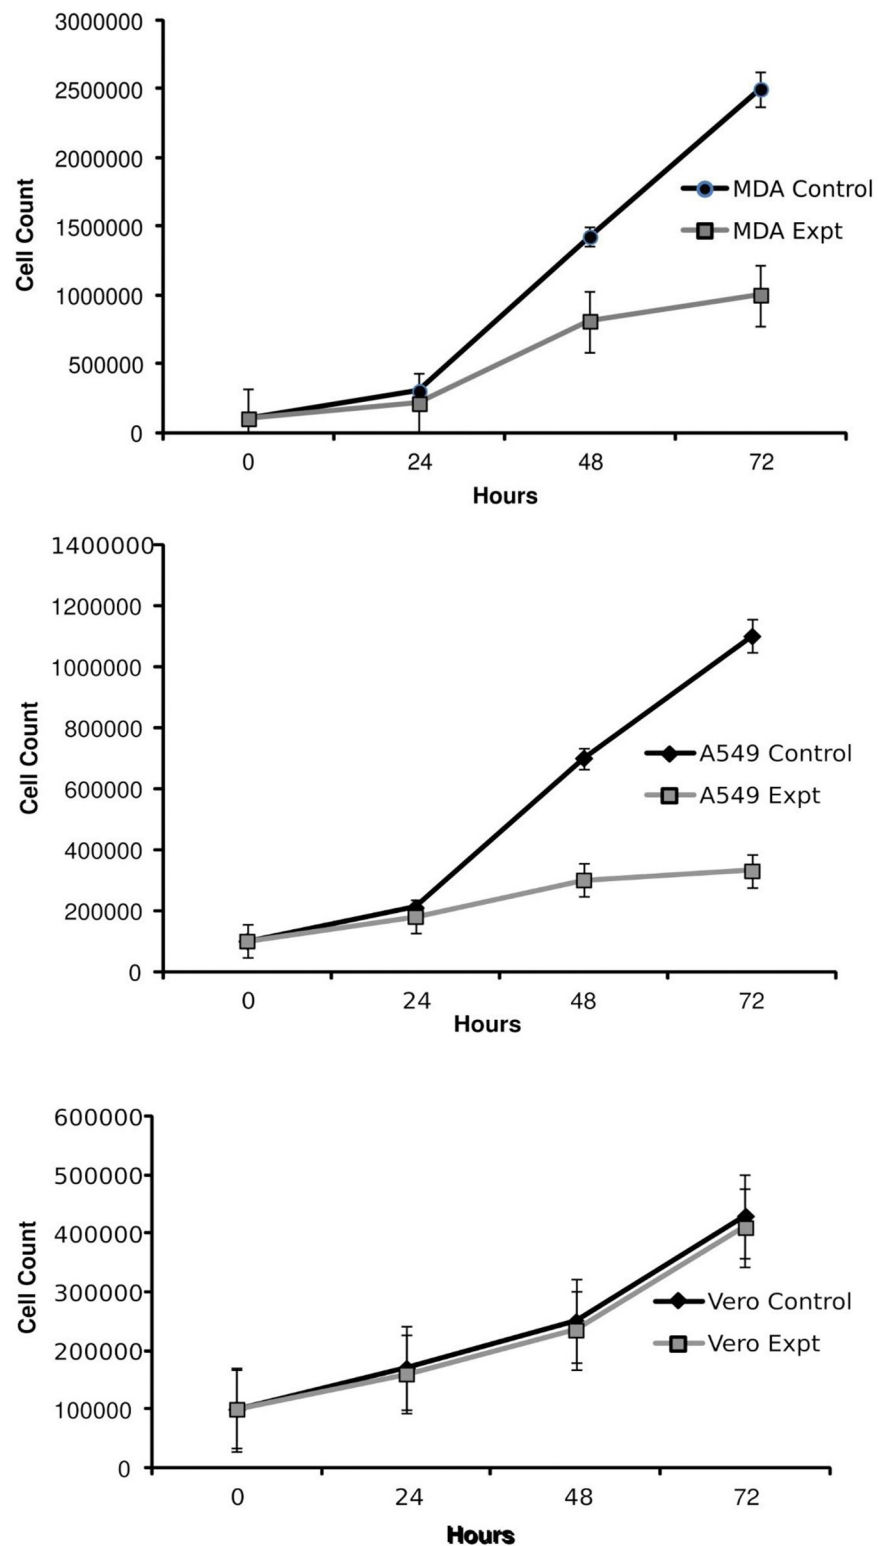 3000000
2500000
2000000
1500000
1000000
500000
0
Cell Count
MDA Control
MDA Expt
0 24 48 72
Hours
1400000
1200000
1000000
800000
600000
400000
200000
0
Cell Count
A549 Control
A549 Expt
0 24 48 72
Hours
600000
500000
400000
300000
200000
100000
0
Cell Count
Vero Control
Vero Expt
0 24 48 72
Hours